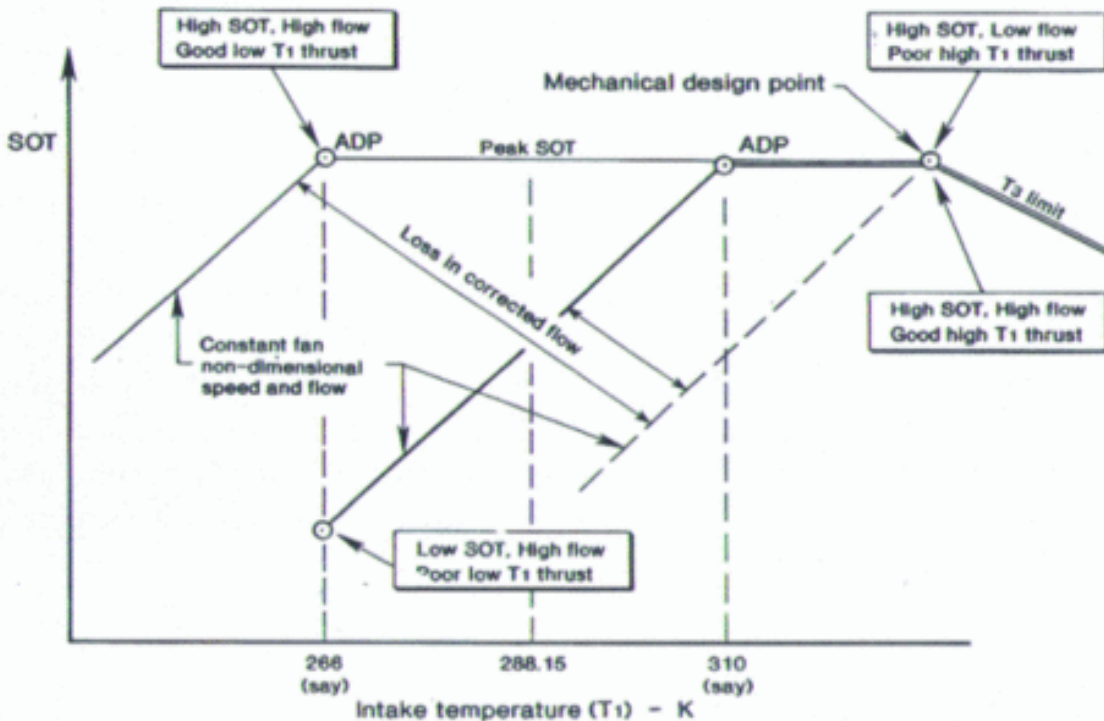 High SOT, High flow
Good low T1 thrust
High SOT, Low flow
Poor high T1 thrust
Mechanical design point
SOT
ADP
Peak SOT
ADP
T3 limit
Loss in corrected flow
High SOT, High flow
Good high T1 thrust
Constant fan
non-dimensional
speed and flow
Low SOT, High flow
Poor low T1 thrust
266
(say)
288.15
310
(say)
Intake temperature (T1) - K